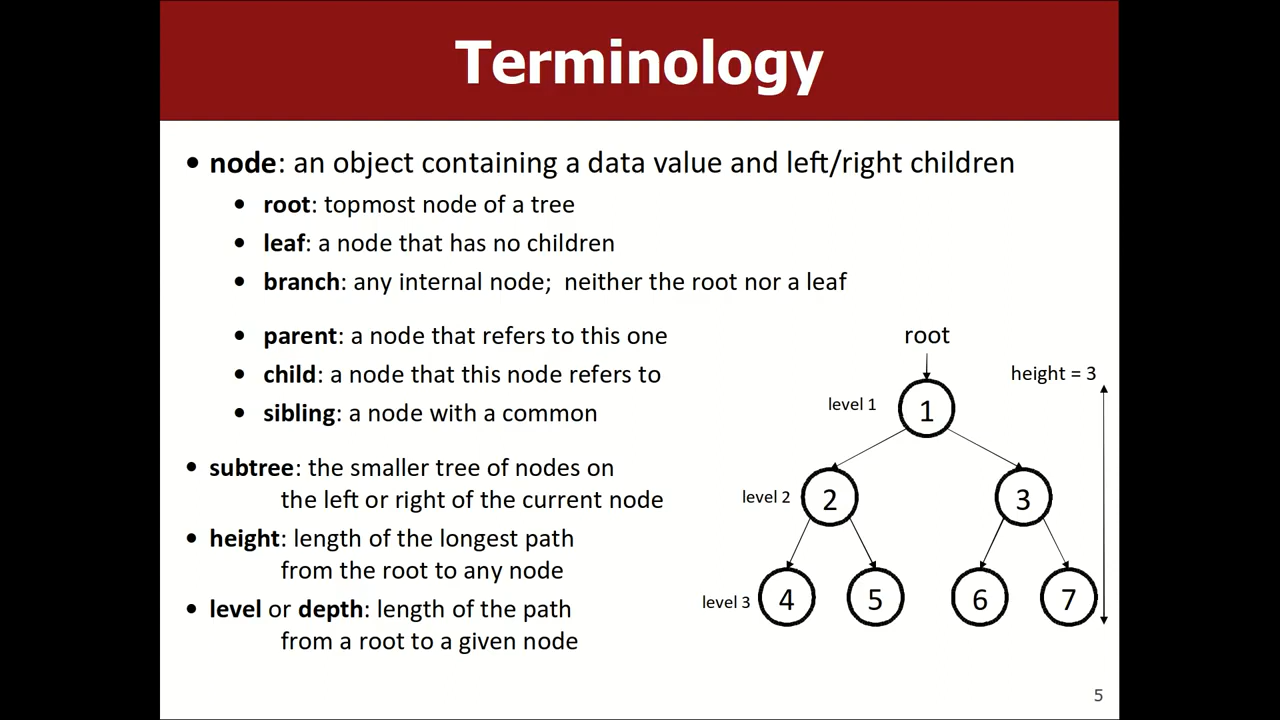 Terminology
• node: an object containing a data value and left/right children
• root: topmost node of a tree
• leaf: a node that has no children
• branch: any internal node;  neither the root nor a leaf
• parent: a node that refers to this one
• child: a node that this node refers to
• sibling: a node with a common
• subtree: the smaller tree of nodes on
the left or right of the current node
• height: length of the longest path
from the root to any node
• level or depth: length of the path
from a root to a given node
root
height = 3
level 1
1
level 2
2
3
level 3
4
5
6
7
5